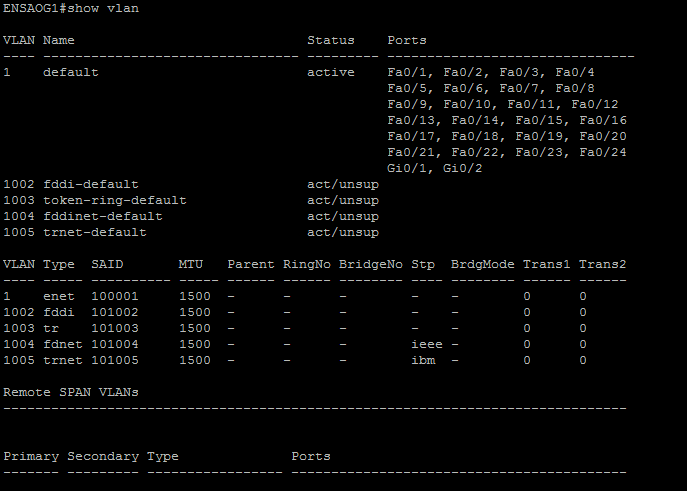 ENSAOG1#show vlan
VLAN Name                             Status    Ports
---- -------------------------------- --------- -------------------------------
1    default                          active    Fa0/1, Fa0/2, Fa0/3, Fa0/4
                                                Fa0/5, Fa0/6, Fa0/7, Fa0/8
                                                Fa0/9, Fa0/10, Fa0/11, Fa0/12
                                                Fa0/13, Fa0/14, Fa0/15, Fa0/16
                                                Fa0/17, Fa0/18, Fa0/19, Fa0/20
                                                Fa0/21, Fa0/22, Fa0/23, Fa0/24
                                                Gi0/1, Gi0/2
1002 fddi-default                     act/unsup
1003 token-ring-default               act/unsup
1004 fddinet-default                  act/unsup
1005 trnet-default                    act/unsup
VLAN Type  SAID       MTU   Parent RingNo BridgeNo Stp  BrdgMode Trans1 Trans2
---- ----- ---------- ----- ------ ------ -------- ---- -------- ------ ------
1    enet  100001     1500  -      -      -        -    -        0      0
1002 fddi  101002     1500  -      -      -        -    -        0      0
1003 tr    101003     1500  -      -      -        -    -        0      0
1004 fdnet 101004     1500  -      -      -        ieee -        0      0
1005 trnet 101005     1500  -      -      -        ibm  -        0      0
Remote SPAN VLANs
------------------------------------------------------------------------------
Primary Secondary Type              Ports
------- --------- ----------------- ------------------------------------------